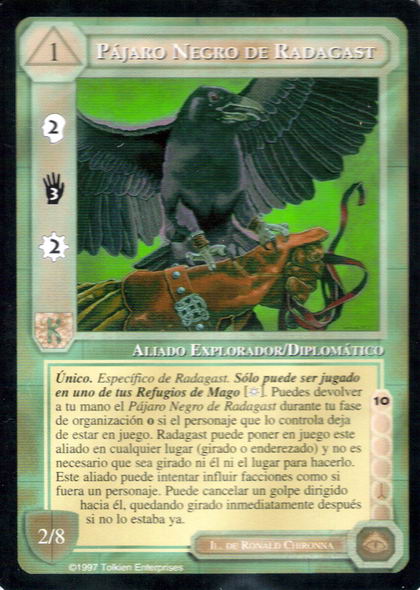 1
PÁJARO NEGRO DE RADAGAST
2
3
2
ALIADO EXPLORADOR/DIPLOMÁTICO
Único. Específico de Radagast. Sólo puede ser jugado
en uno de tus Refugios de Mago []. Puedes devolver
a tu mano el Pájaro Negro de Radagast durante tu fase
de organización o si el personaje que lo controla deja
de estar en juego. Radagast puede poner en juego este
aliado en cualquier lugar (girado o enderezado) y no es
necesario que sea girado ni él ni el lugar para hacerlo.
Este aliado puede intentar influir facciones como si
fuera un personaje. Puede cancelar un golpe dirigido
hacia él, quedando girado inmediatamente después
si no lo estaba ya.
10
2/8
IL. DE RONALD CHIRONNA
©1997 Tolkien Enterprises